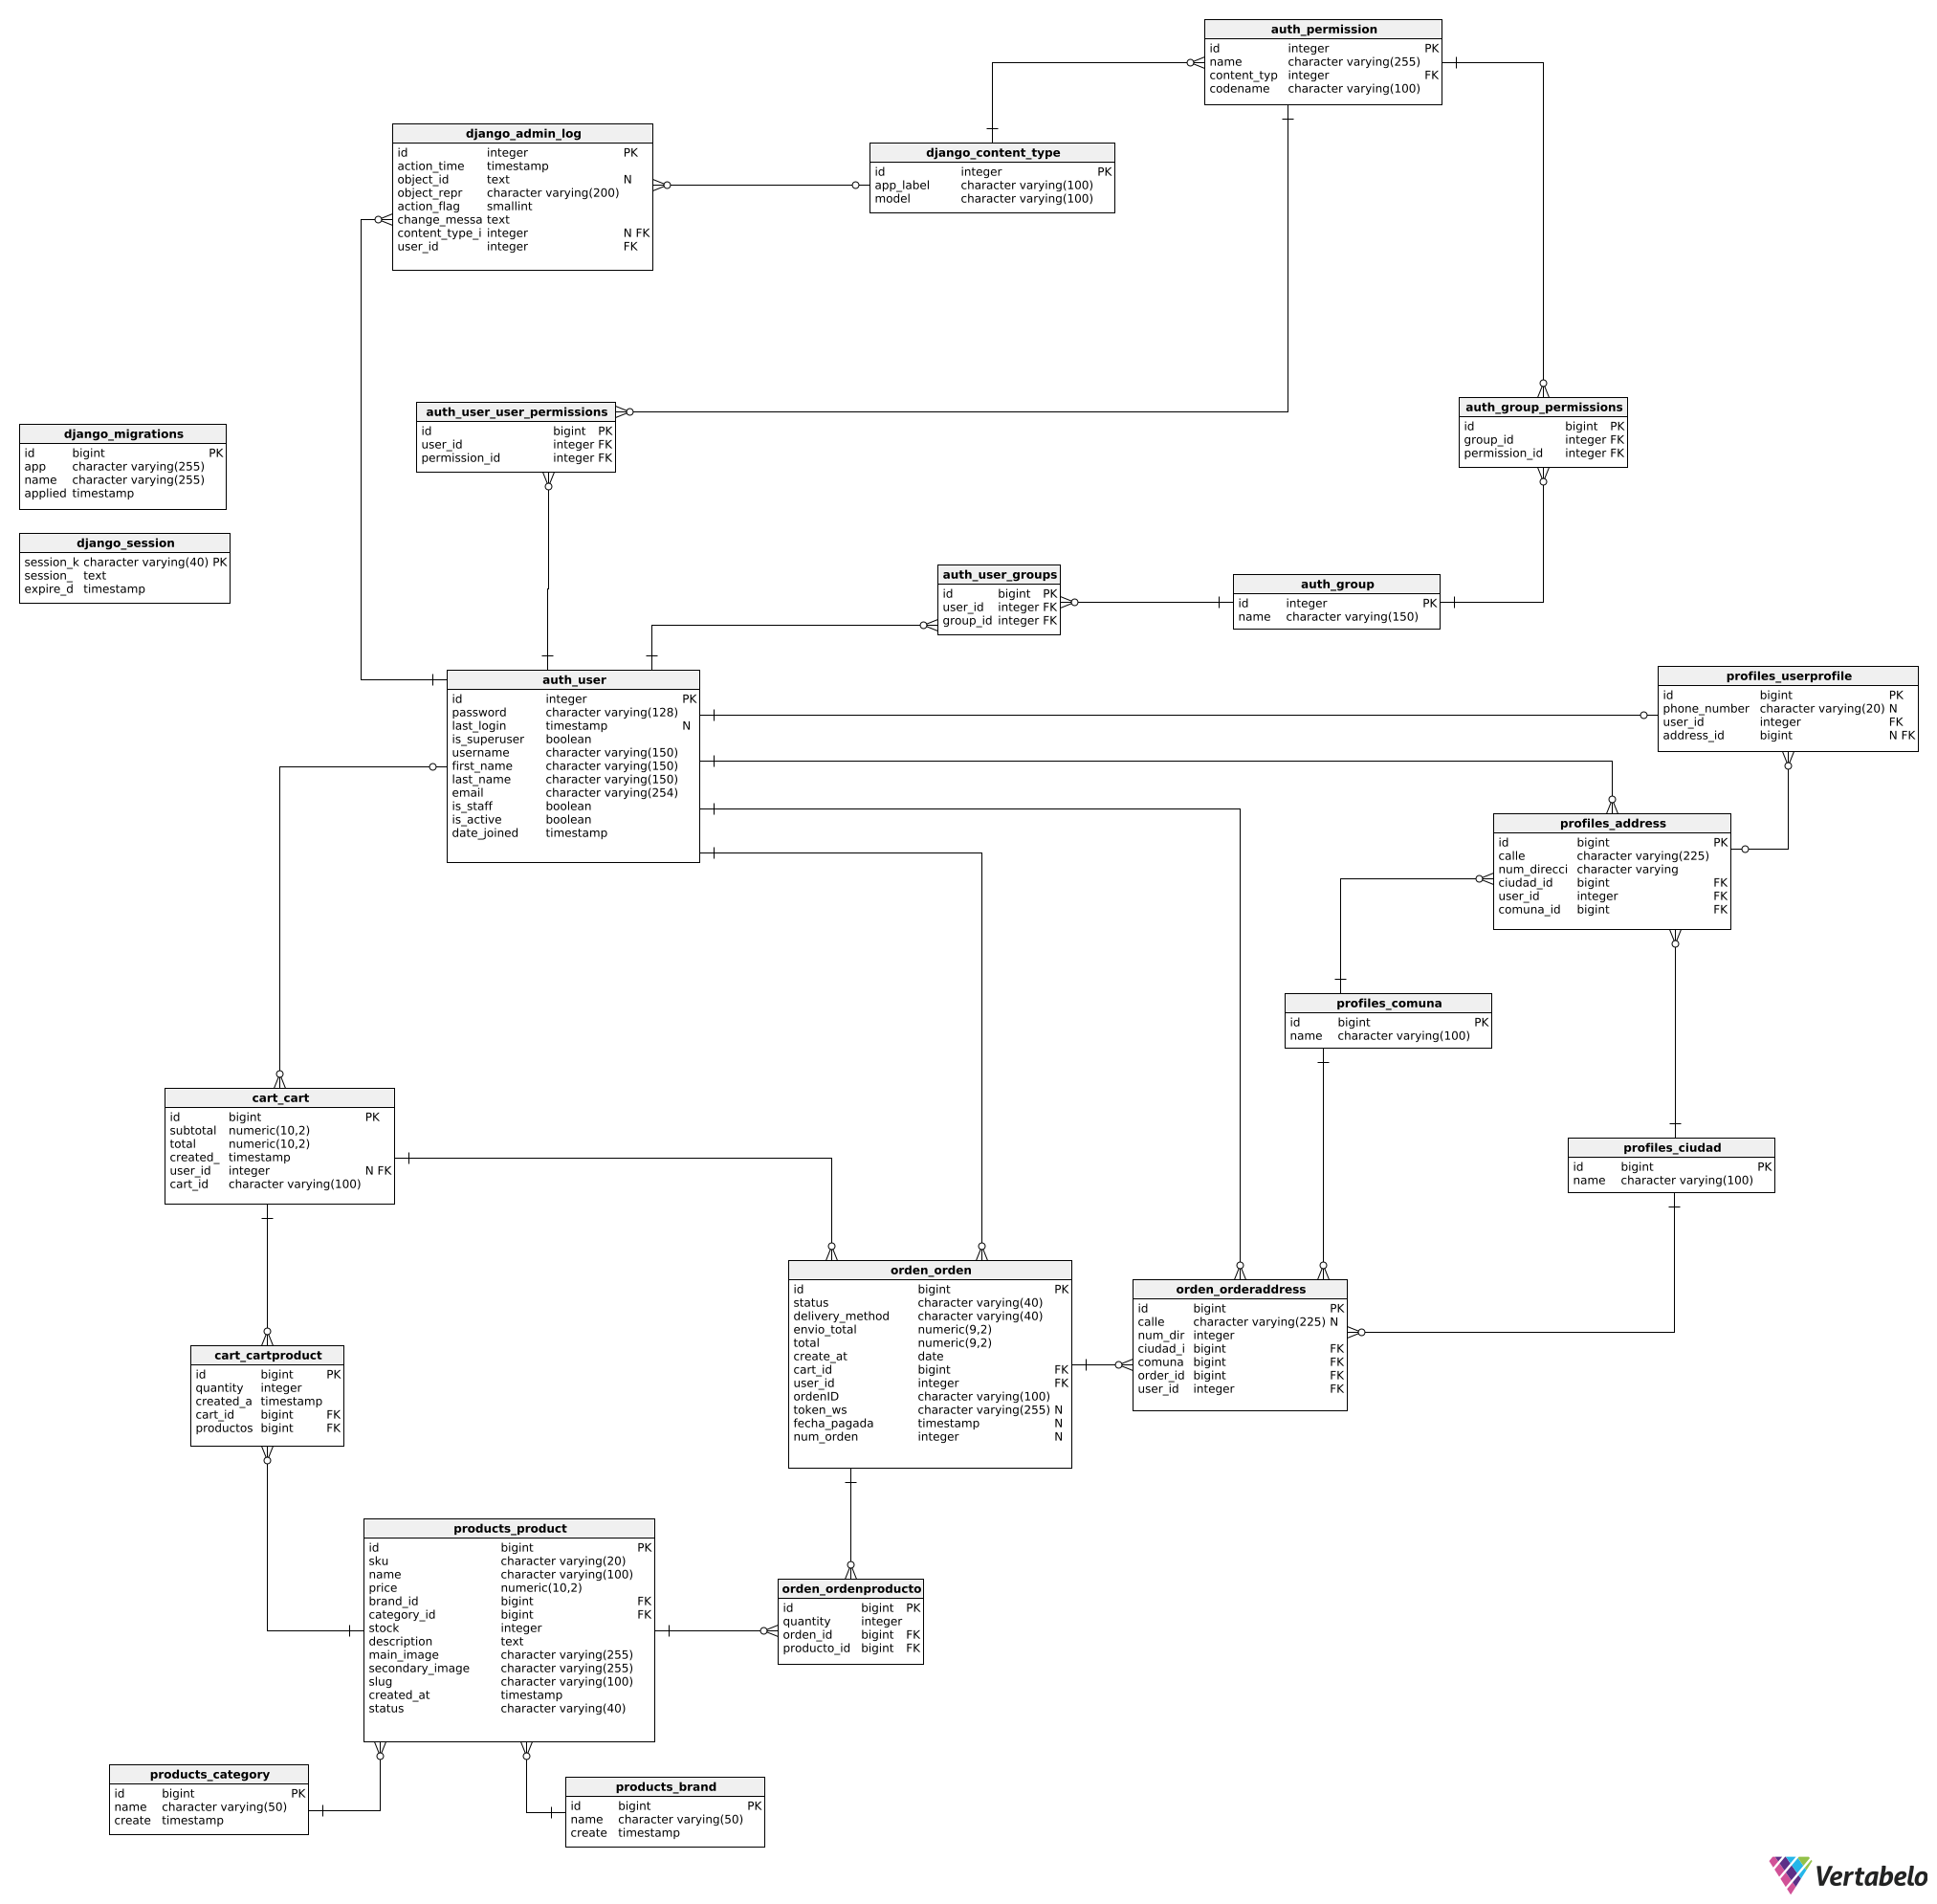 auth_permission
id integer PK
name character varying(255)
content_typ integer FK
codename character varying(100)
django_admin_log
id integer PK
action_time timestamp
object_id text N
object_repr character varying(200)
action_flag smallint
change_messa text
content_type_i integer N FK
user_id integer FK
django_content_type
id integer PK
app_label character varying(100)
model character varying(100)
auth_user_user_permissions
id bigint PK
user_id integer FK
permission_id integer FK
auth_group_permissions
id bigint PK
group_id integer FK
permission_id integer FK
django_migrations
id bigint PK
app character varying(255)
name character varying(255)
applied timestamp
django_session
session_k character varying(40) PK
session_ text
expire_d timestamp
auth_user_groups
id bigint PK
user_id integer FK
group_id integer FK
auth_group
id integer PK
name character varying(150)
auth_user
id integer PK
password character varying(128)
last_login timestamp N
is_superuser boolean
username character varying(150)
first_name character varying(150)
last_name character varying(150)
email character varying(254)
is_staff boolean
is_active boolean
date_joined timestamp
profiles_userprofile
id bigint PK
phone_number character varying(20) N
user_id integer FK
address_id bigint N FK
profiles_address
id bigint PK
calle character varying(225)
num_direcci character varying
ciudad_id bigint FK
user_id integer FK
comuna_id bigint FK
profiles_comuna
id bigint PK
name character varying(100)
cart_cart
id bigint PK
subtotal numeric(10,2)
total numeric(10,2)
created_ timestamp
user_id integer N FK
cart_id character varying(100)
profiles_ciudad
id bigint PK
name character varying(100)
orden_orden
id bigint PK
status character varying(40)
delivery_method character varying(40)
envio_total numeric(9,2)
total numeric(9,2)
create_at date
cart_id bigint FK
user_id integer FK
ordenID character varying(100)
token_ws character varying(255) N
fecha_pagada timestamp N
num_orden integer N
orden_orderaddress
id bigint PK
calle character varying(225) N
num_dir integer
ciudad_i bigint FK
comuna bigint FK
order_id bigint FK
user_id integer FK
cart_cartproduct
id bigint PK
quantity integer
created_a timestamp
cart_id bigint FK
productos bigint FK
products_product
id bigint PK
sku character varying(20)
name character varying(100)
price numeric(10,2)
brand_id bigint FK
category_id bigint FK
stock integer
description text
main_image character varying(255)
secondary_image character varying(255)
slug character varying(100)
created_at timestamp
status character varying(40)
orden_ordenproducto
id bigint PK
quantity integer
orden_id bigint FK
producto_id bigint FK
products_category
id bigint PK
name character varying(50)
create timestamp
products_brand
id bigint PK
name character varying(50)
create timestamp
Vertabelo